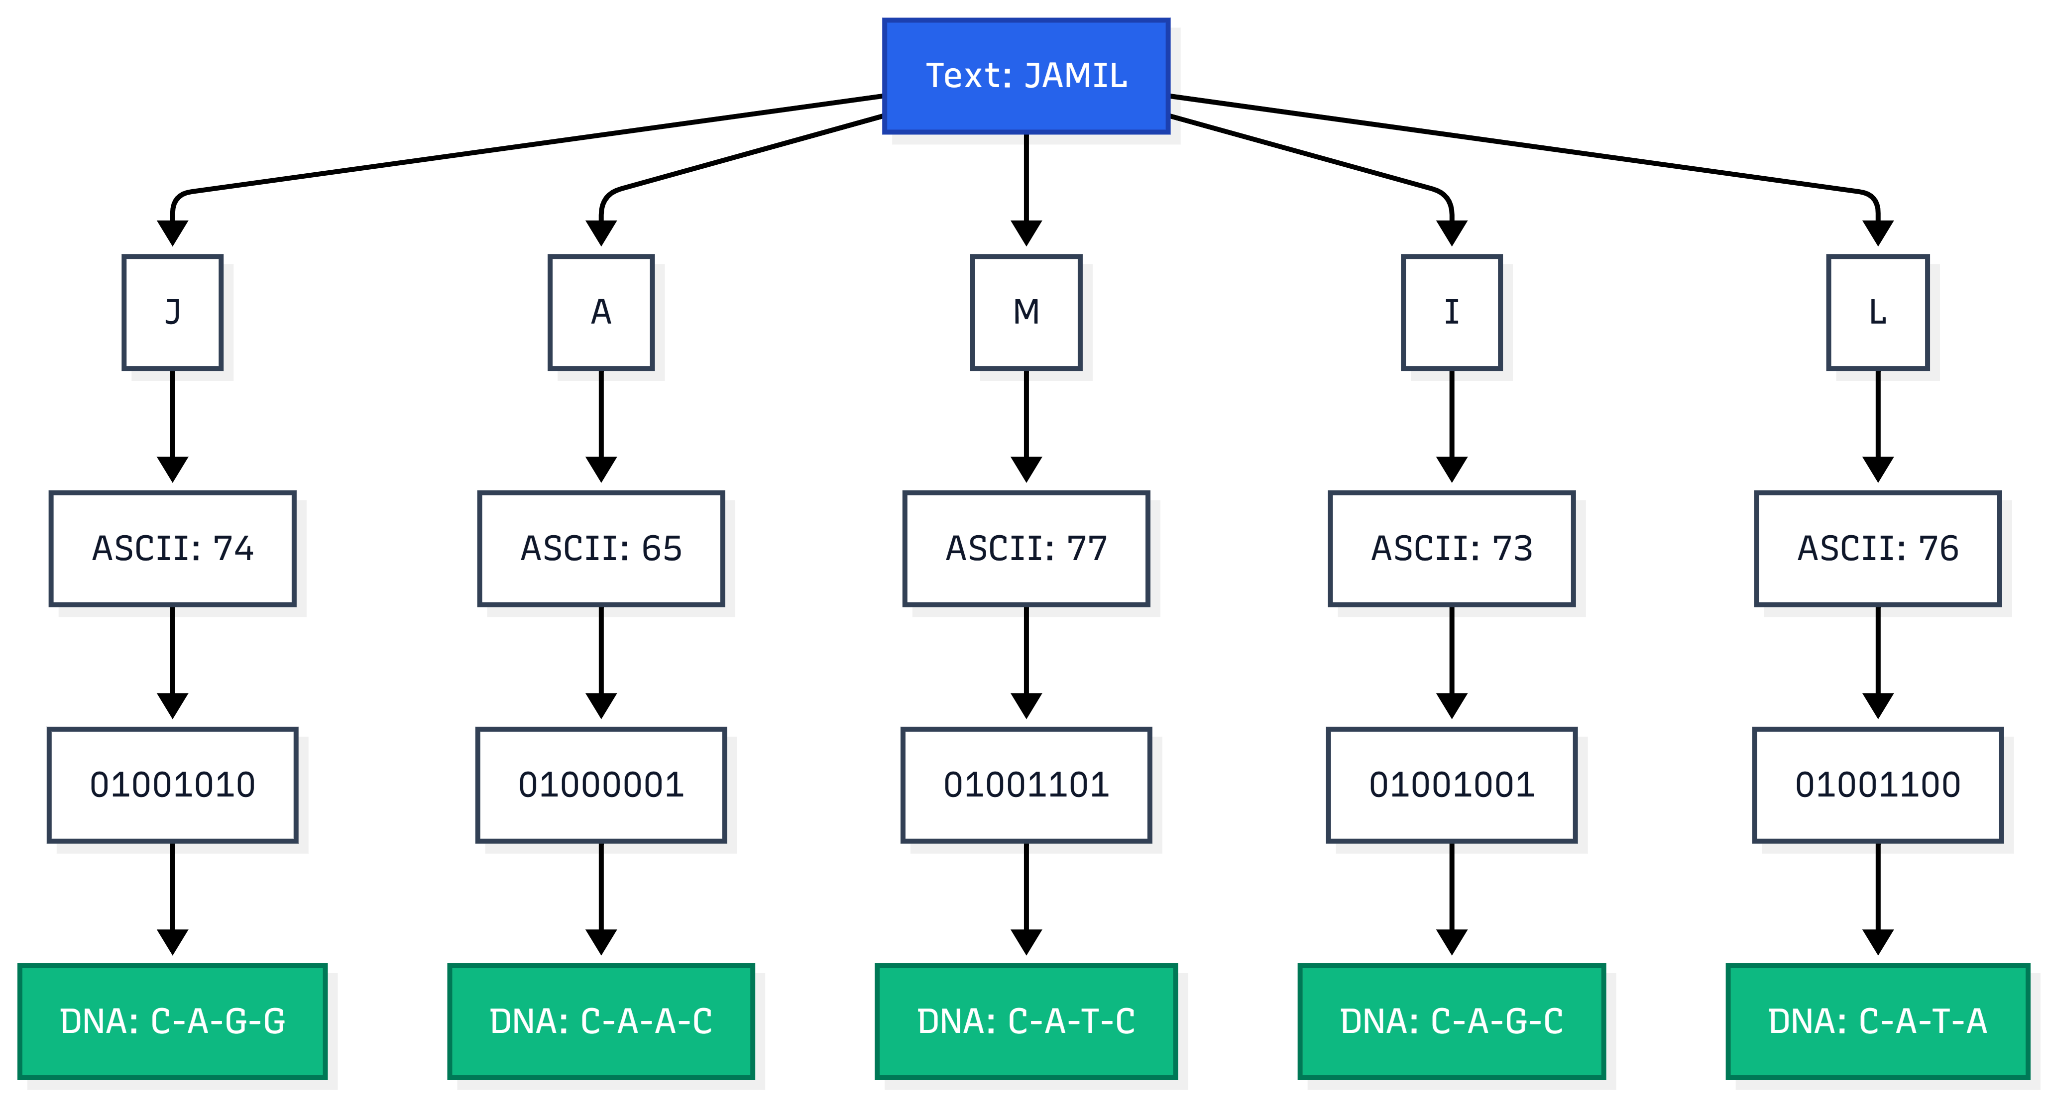 Text: JAMIL
J
A
M
I
L
ASCII: 74
ASCII: 65
ASCII: 77
ASCII: 73
ASCII: 76
01001010
01000001
01001101
01001001
01001100
DNA: C-A-G-G
DNA: C-A-A-C
DNA: C-A-T-C
DNA: C-A-G-C
DNA: C-A-T-A